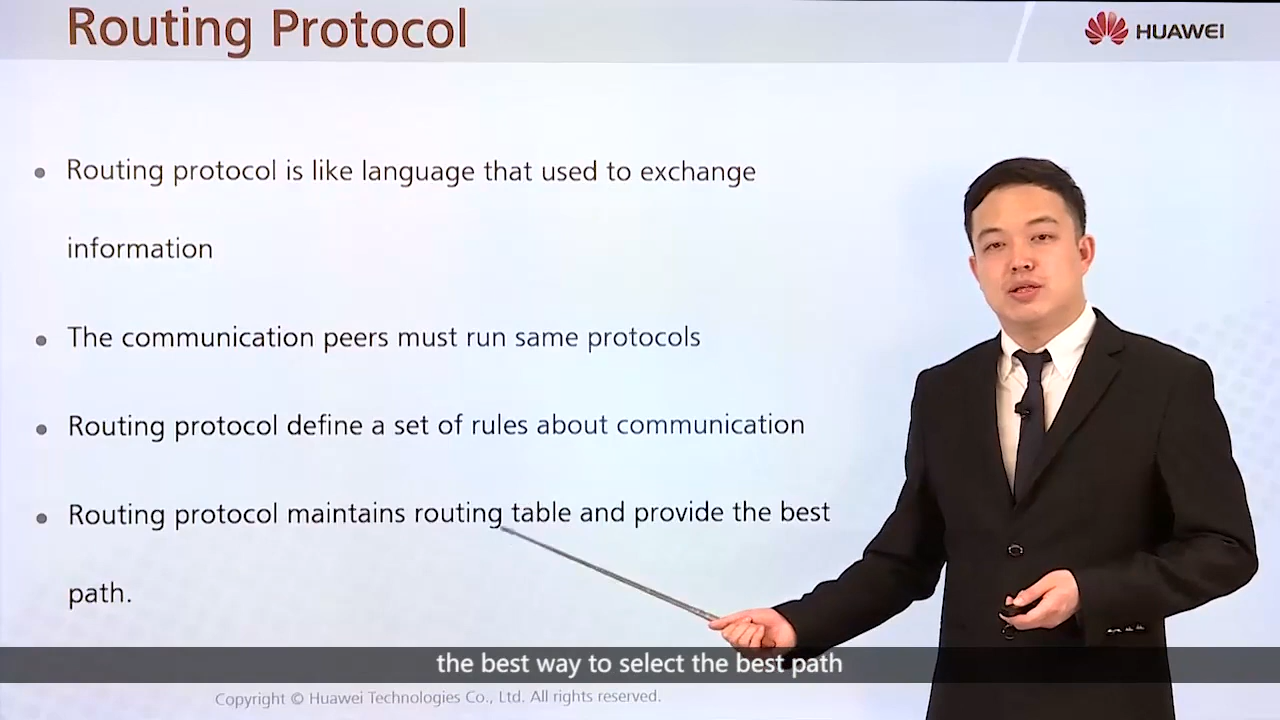 Routing Protocol
HUAWEI
Routing protocol is like language that used to exchange
information
The communication peers must run same protocols
Routing protocol define a set of rules about communication
Routing protocol maintains routing table and provide the best
path.
the best way to select the best path
Copyright © Huawei Technologies Co., Ltd. All rights reserved.